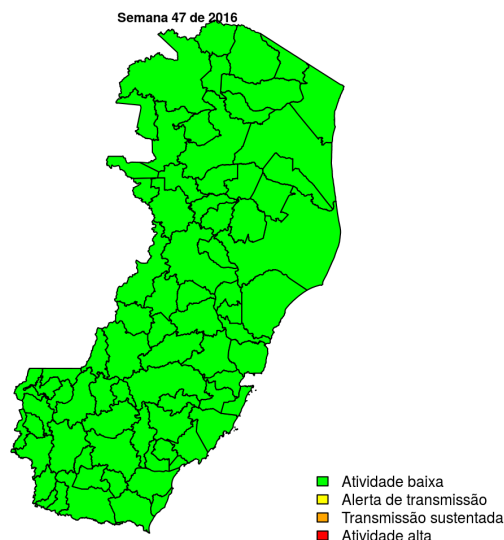 Semana 47 de 2016
Atividade baixa
Alerta de transmissão
Transmissão sustentada
Atividade alta